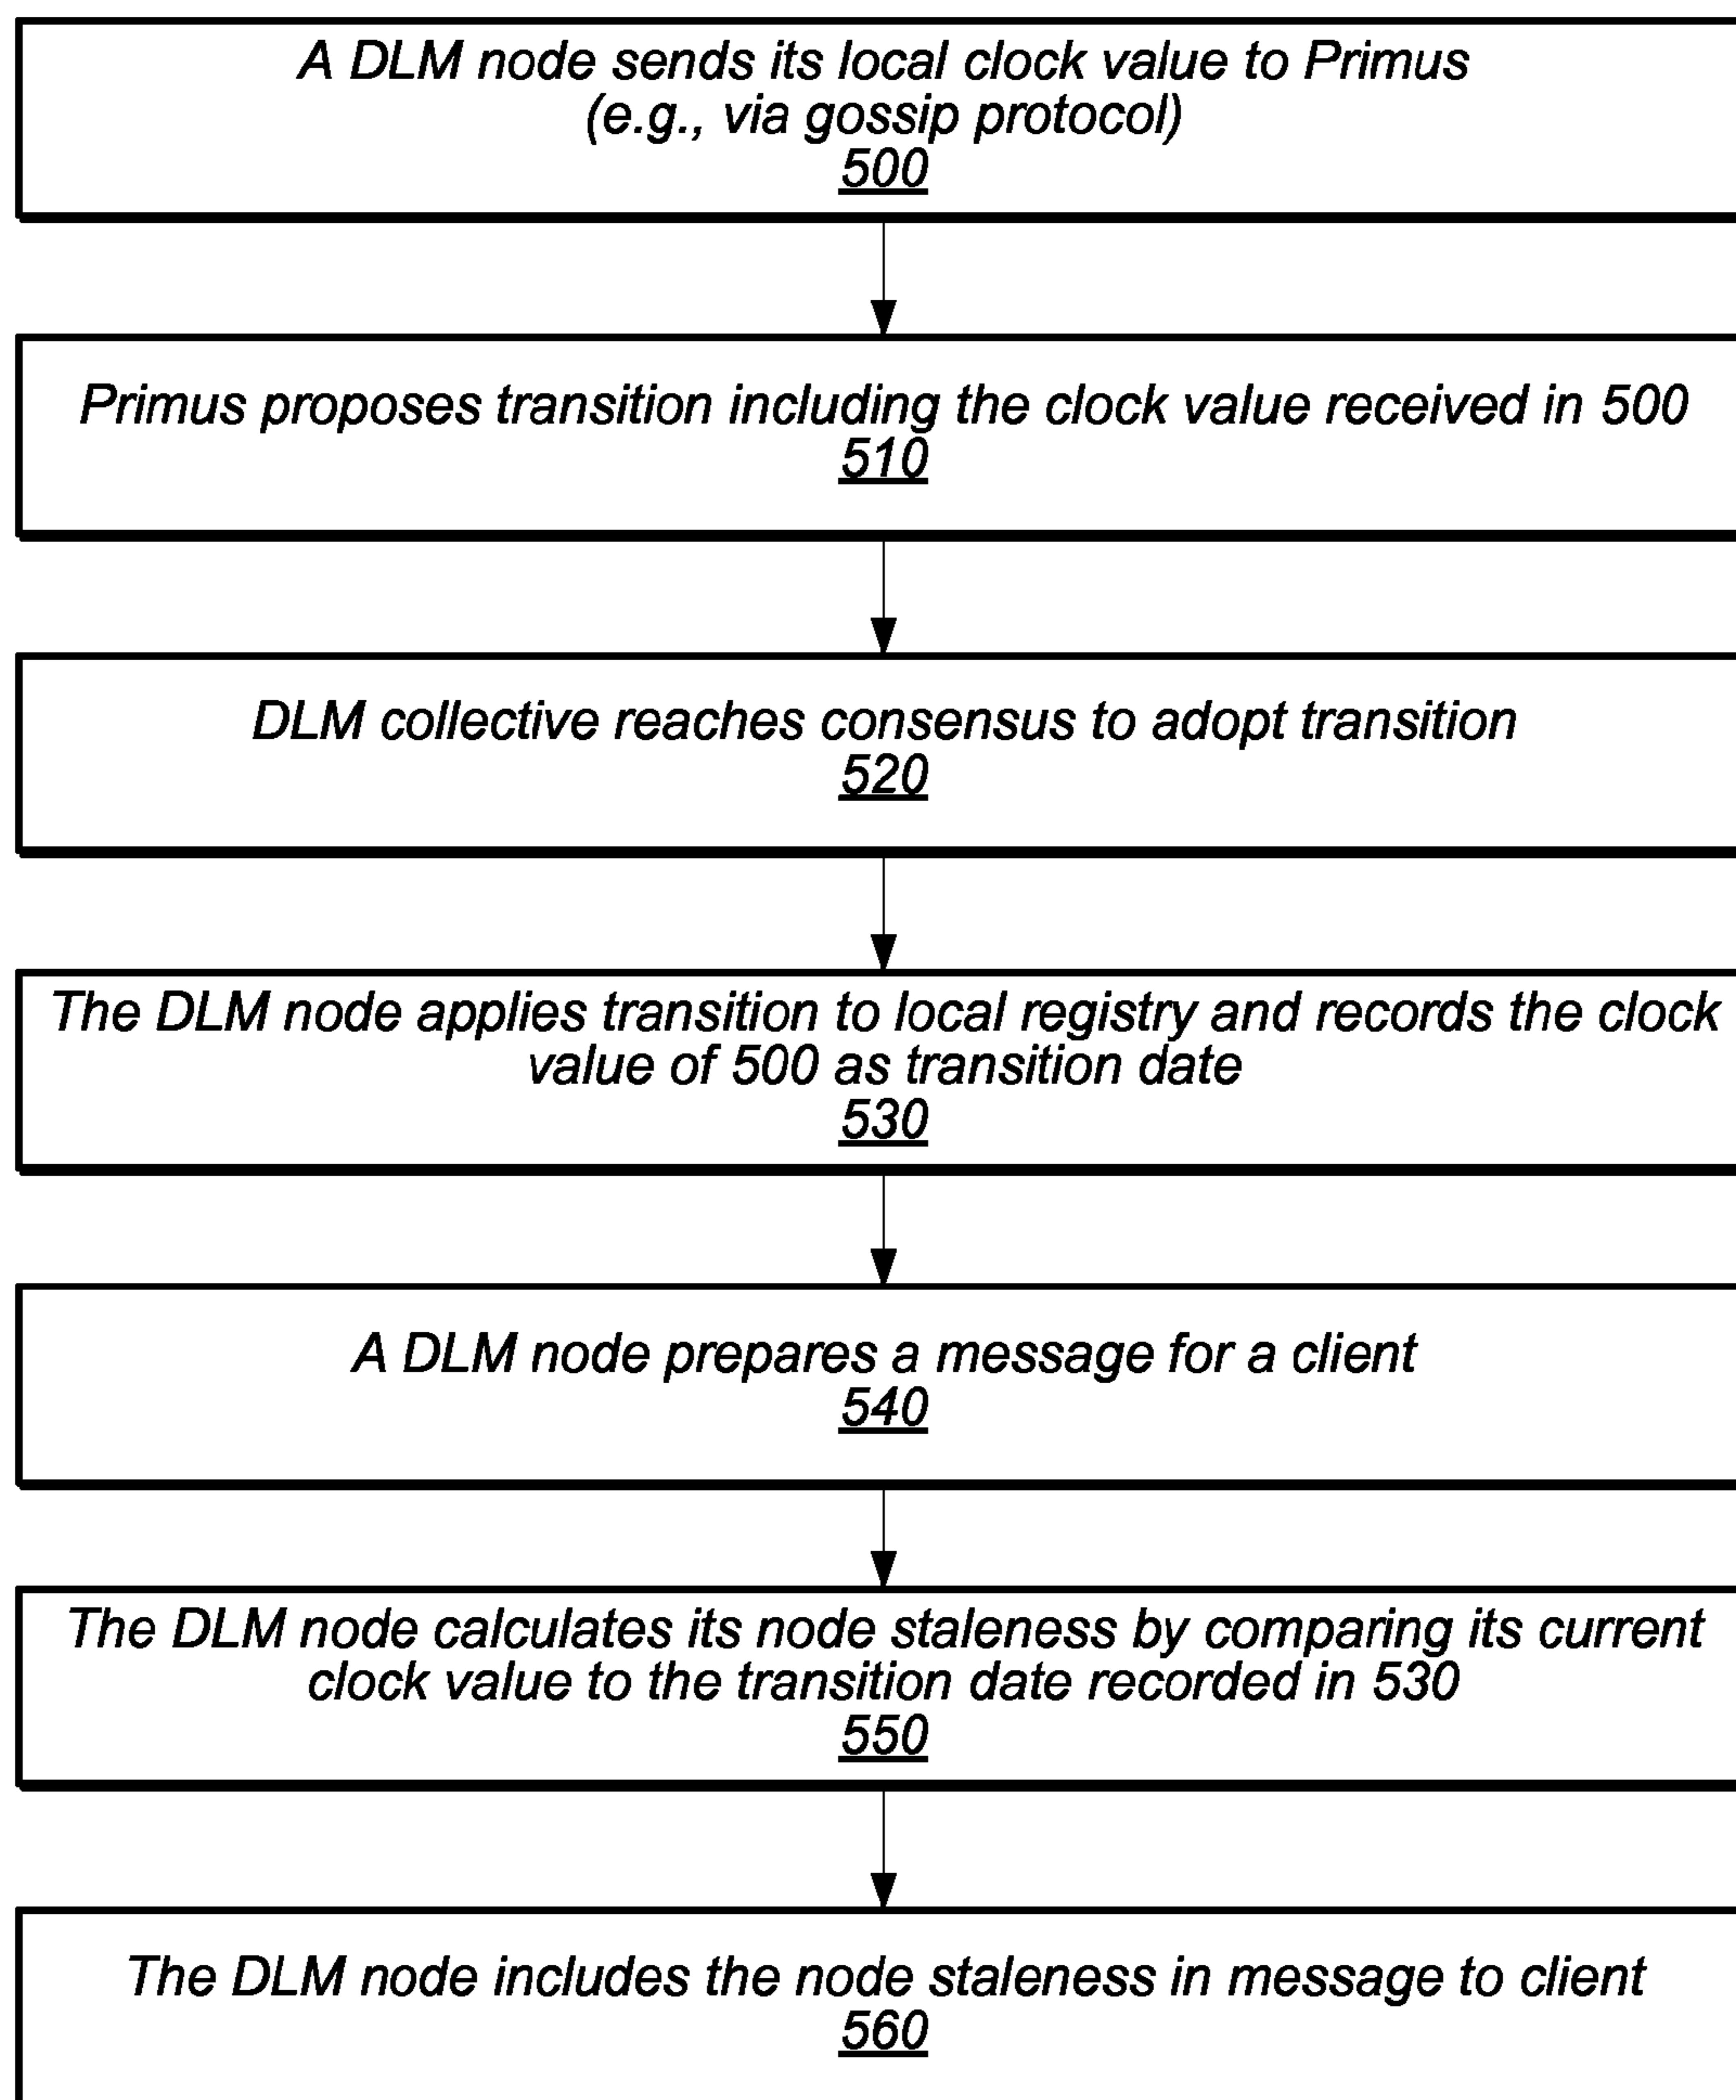 A DLM node sends its local clock value to Primus
(e.g., via gossip protocol)
500
Primus proposes transition including the clock value received in 500
510
DLM collective reaches consensus to adopt transition
520
The DLM node applies transition to local registry and records the clock
value of 500 as transition date
530
A DLM node prepares a message for a client
540
The DLM node calculates its node staleness by comparing its current
clock value to the transition date recorded in 530
550
The DLM node includes the node staleness in message to client
560